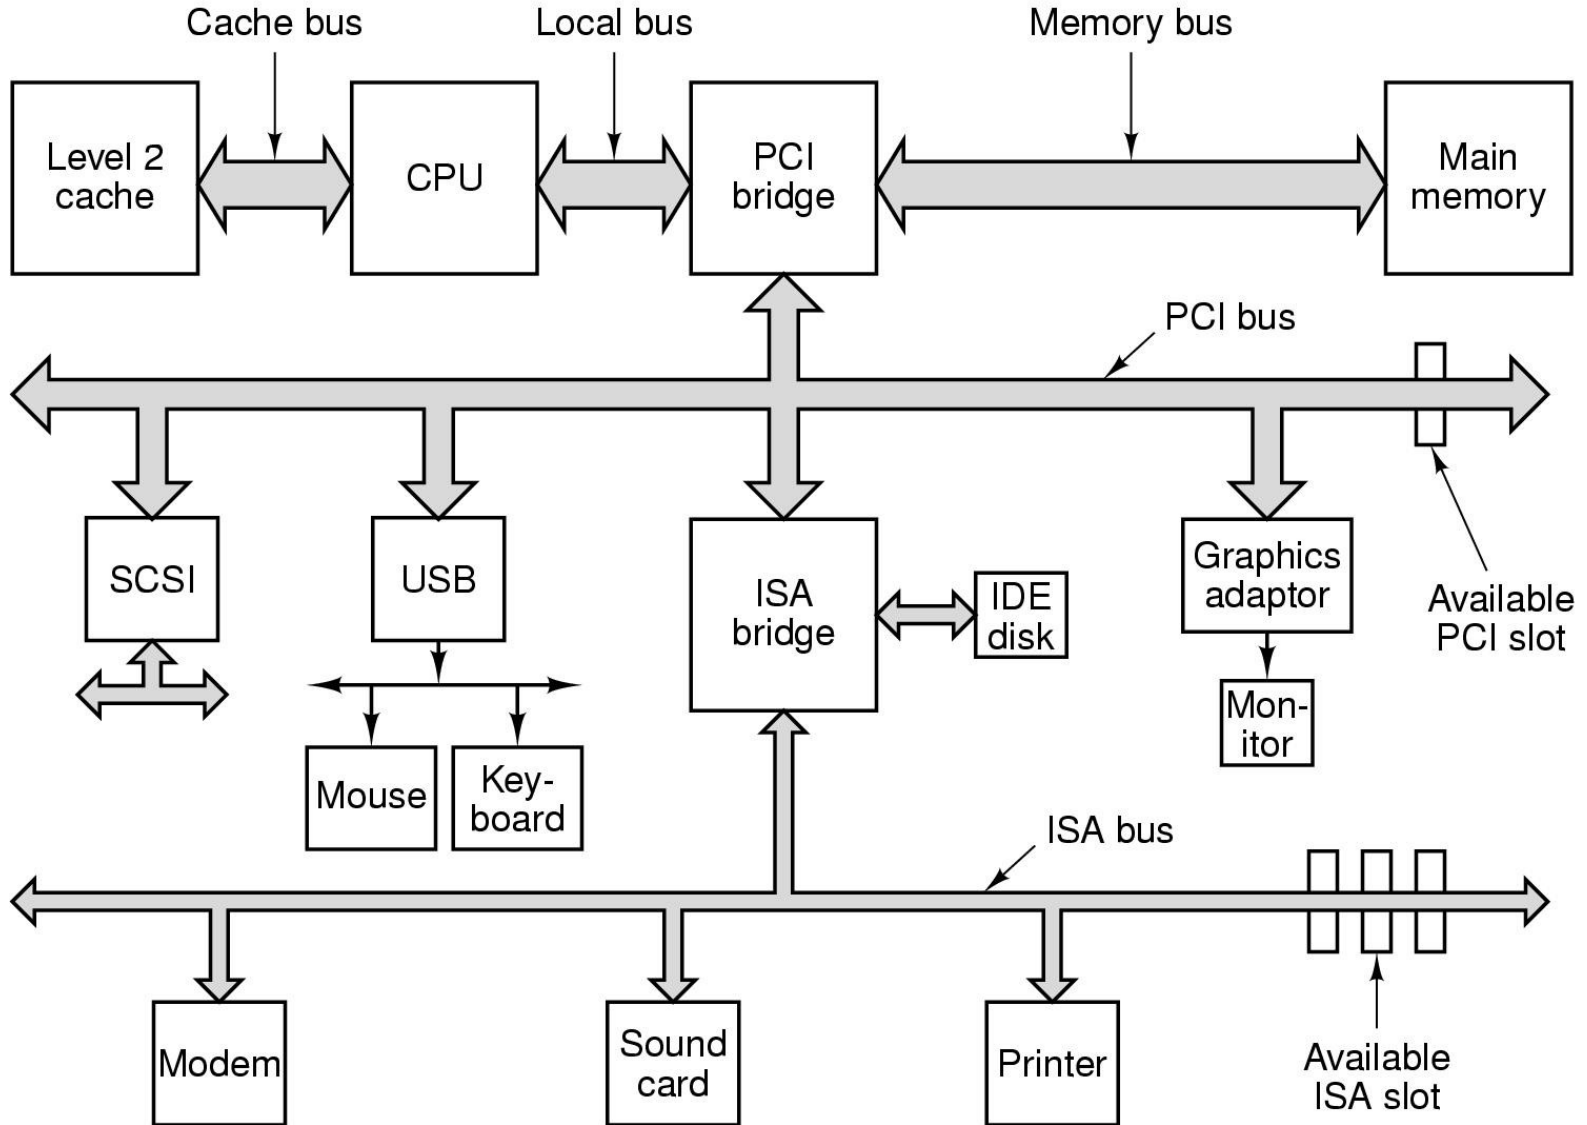 Cache bus
Local bus
Memory bus
Level 2
cache
CPU
PCI
bridge
Main
memory
PCI bus
SCSI
USB
ISA
bridge
IDE
disk
Graphics
adaptor
Available
PCI slot
Mon-
itor
Mouse
Key-
board
ISA bus
Modem
Sound
card
Printer
Available
ISA slot